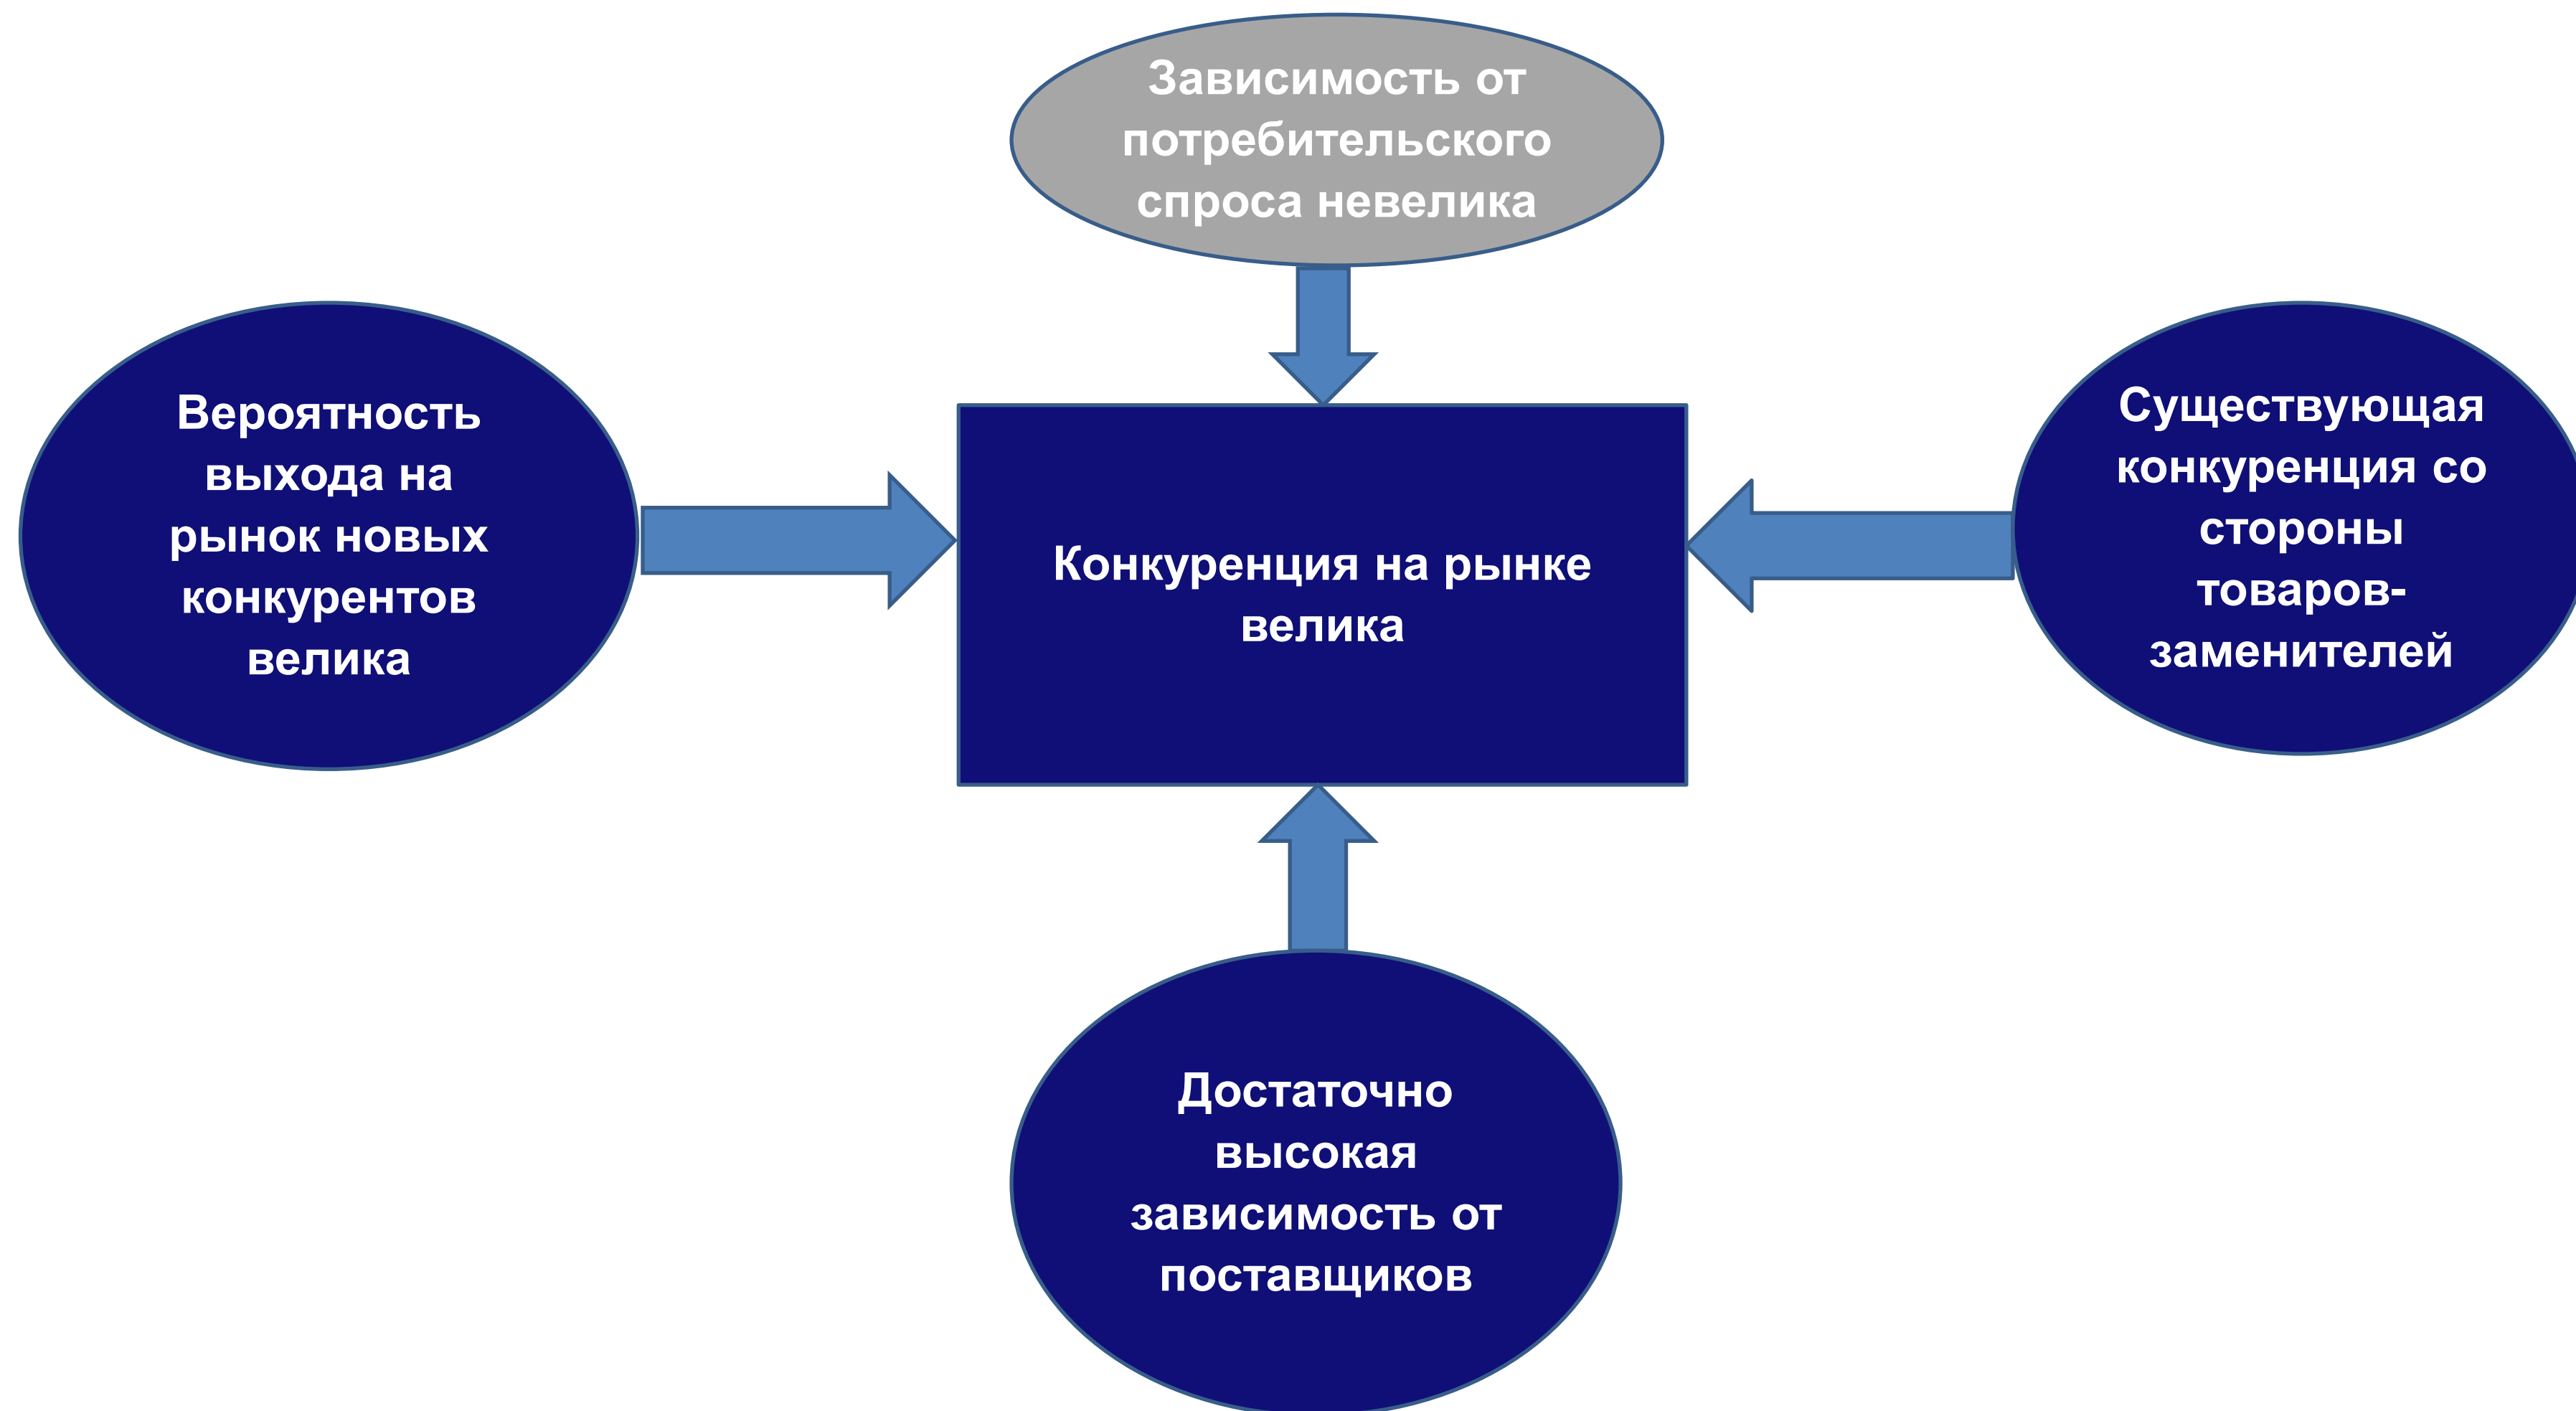 Зависимость от
потребительского
спроса невелика
Вероятность
выхода на
рынок новых
конкурентов
велика
Конкуренция на рынке
велика
Существующая
конкуренция со
стороны
товаров-
заменителей
Достаточно
высокая
зависимость от
поставщиков